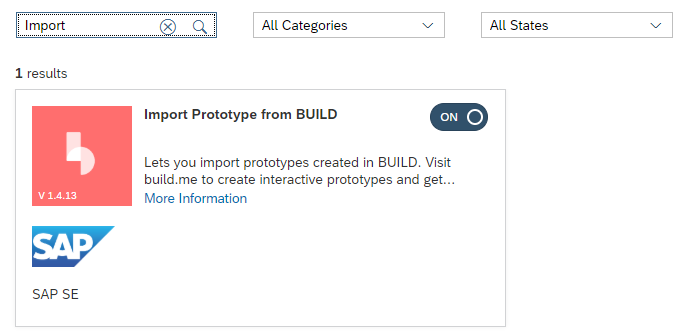 Import
All Categories
All States
1 results
Import Prototype from BUILD
ON
Lets you import prototypes created in BUILD. Visit
build.me to create interactive prototypes and get...
More Information
V 1.4.13
SAP
SAP SE